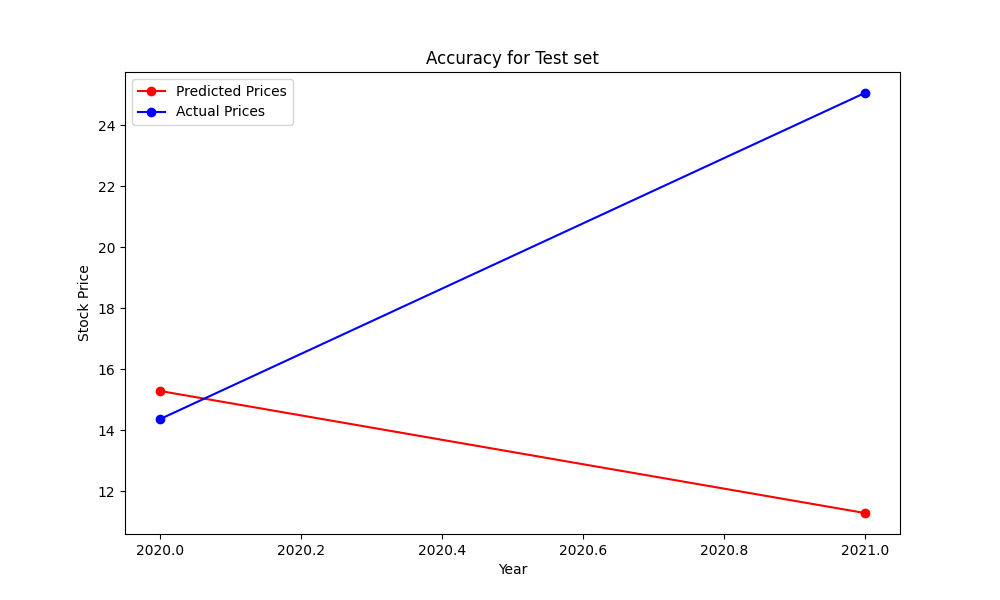 Accuracy for Test set
Predicted Prices
Actual Prices
Stock Price
24
22
20
18
16
14
12
2020.0 2020.2 2020.4 2020.6 2020.8 2021.0
Year